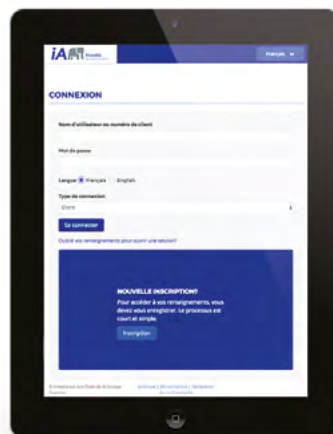 iA
Français
CONNEXION
Nom d'utilisateur ou numéro de client
Mot de passe
Langue Français English
Type de connexion
Client
Se connecter
Oublié vos renseignements pour ouvrir une session?
NOUVELLE INSCRIPTION?
Pour accéder à vos renseignements, vous
devez vous enregistrer. Le processus est
court et simple.
Inscription